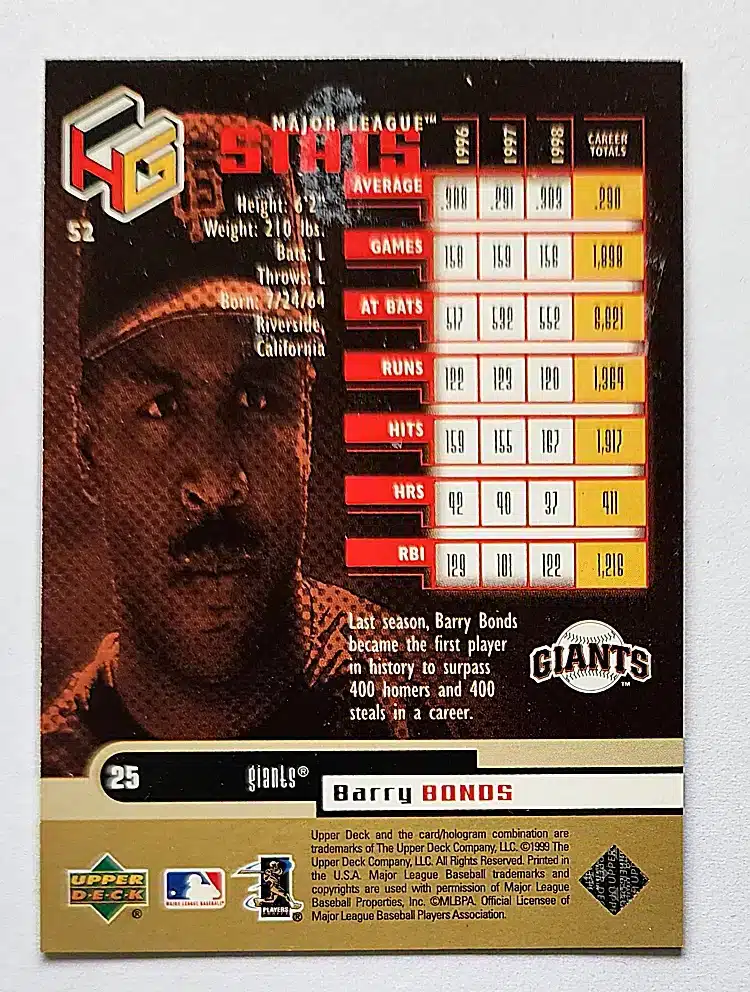 HG
52
MAJOR LEAGUE™
STATS
Height: 6'2"
Weight: 210 lbs.
Bats: L
Throws: L
Born: 7/24/64
Riverside,
California
1996 1997 1998 CAREER TOTALS
AVERAGE .308 .291 .303 .290
GAMES 158 159 156 1,898
AT BATS 517 532 552 6,621
RUNS 122 123 120 1,364
HITS 159 155 167 1,917
HRS 42 40 37 411
RBI 129 101 122 1,216
Last season, Barry Bonds
became the first player
in history to surpass
400 homers and 400
steals in a career.
GIANTS™
25 giants®
Barry BONDS
Upper Deck and the card/hologram combination are
trademarks of The Upper Deck Company, LLC. ©1999 The
Upper Deck Company, LLC. All Rights Reserved. Printed in
the U.S.A. Major League Baseball trademarks and
copyrights are used with permission of Major League
Baseball Properties, Inc. ©MLBPA. Official Licensee of
Major League Baseball Players Association.
UPPER
DECK®
MAJOR LEAGUE BASEBALL
PLAYERS